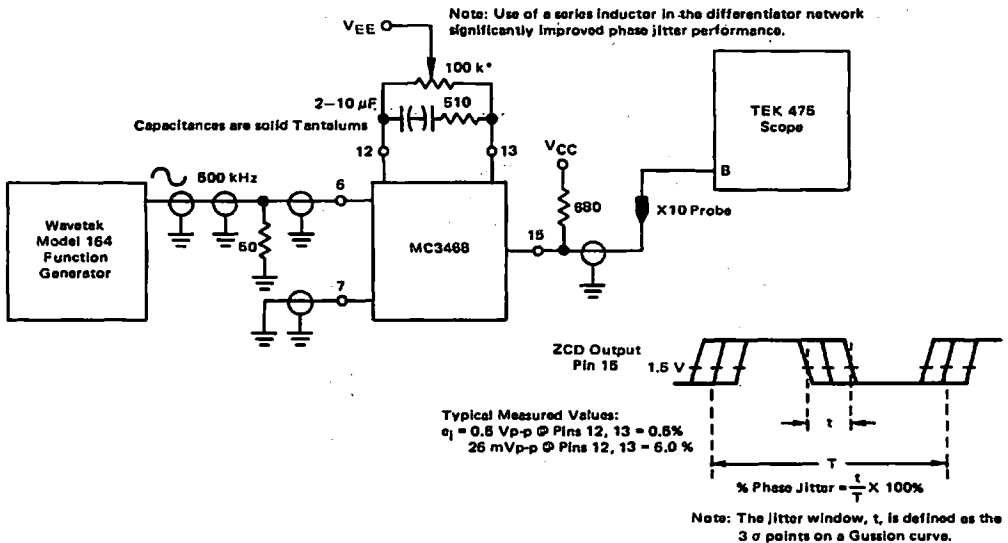 Note: Use of a series inductor in the differentiator network
significantly improved phase jitter performance.
VEE
100 k*
2–10 µF
510
Capacitances are solid Tantalums
12
13
VCC
TEK 475
Scope
B
500 kHz
6
680
X10 Probe
Wavetek
Model 164
Function
Generator
50
MC3468
15
7
ZCD Output
Pin 15
1.5 V
Typical Measured Values:
ei = 0.5 Vp-p @ Pins 12, 13 = 0.5%
25 mVp-p @ Pins 12, 13 = 6.0 %
t
T
% Phase Jitter = t/T X 100%
Note: The jitter window, t, is defined as the
3 σ points on a Gussion curve.